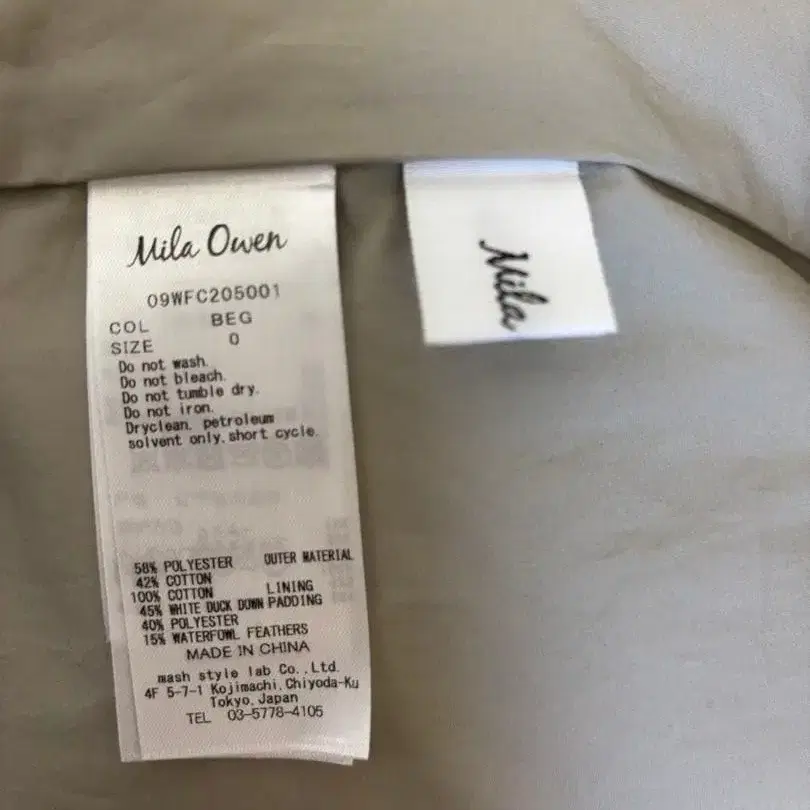 Mila Owen
09WFC205001
COL BEG
SIZE 0
Do not wash.
Do not bleach.
Do not tumble dry.
Do not iron.
Dryclean. petroleum
solvent only, short cycle.
58% POLYESTER OUTER MATERIAL
42% COTTON
100% COTTON LINING
45% WHITE DUCK DOWN PADDING
40% POLYESTER
15% WATERFOWL FEATHERS
MADE IN CHINA
mash style lab Co., Ltd.
4F 5-7-1 Kojimachi, Chiyoda-Ku
Tokyo, Japan
TEL 03-5778-4105
Mila